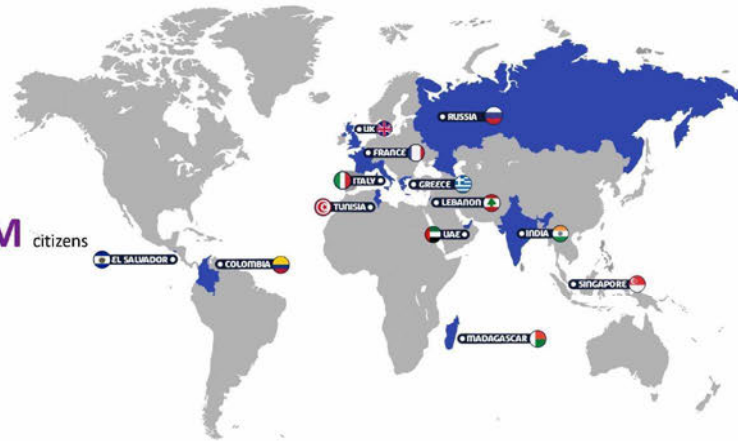 RUSSIA
UK
FRANCE
ITALY
GREECE
TUNISIA
LEBANON
M citizens
UAE
INDIA
EL SALVADOR
COLOMBIA
SINGAPORE
MADAGASCAR